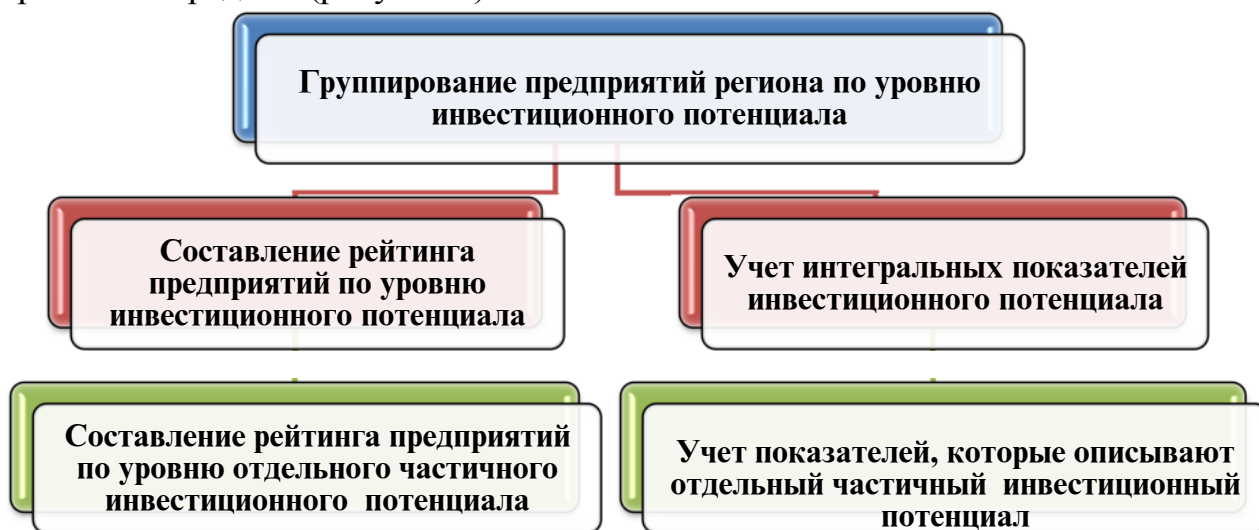 Группирование предприятий региона по уровню
инвестиционного потенциала
Составление рейтинга
предприятий по уровню
инвестиционного потенциала
Учет интегральных показателей
инвестиционного потенциала
Составление рейтинга предприятий
по уровню отдельного частичного
инвестиционного потенциала
Учет показателей, которые описывают
отдельный частичный инвестиционный
потенциал